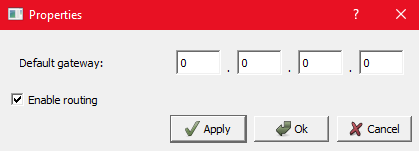 Properties ? ×
Default gateway: 0 . 0 . 0 . 0
Enable routing
Apply Ok Cancel